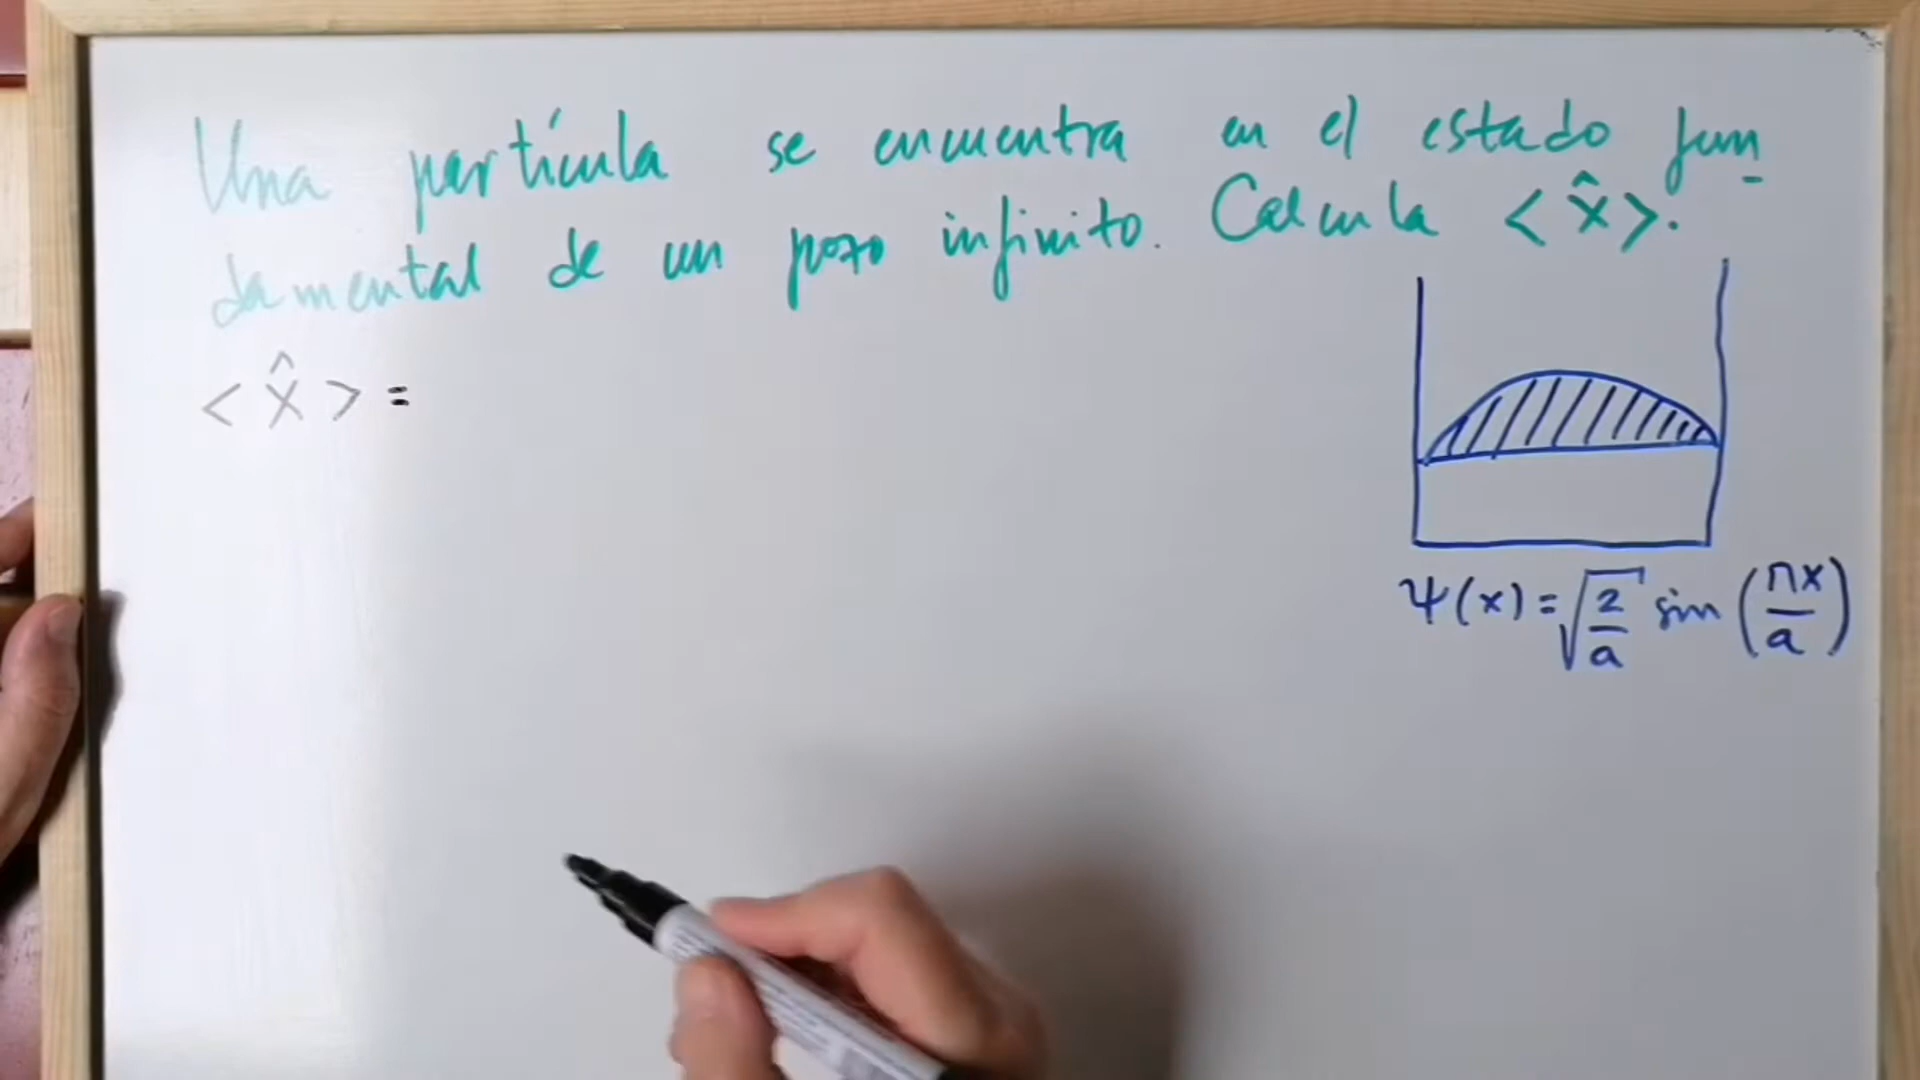 Una partícula se encuentra en el estado fun
damental de un pozo infinito. Calcula <x̂>.
<x̂> =
Ψ(x) = √(2/a) sin (πx/a)